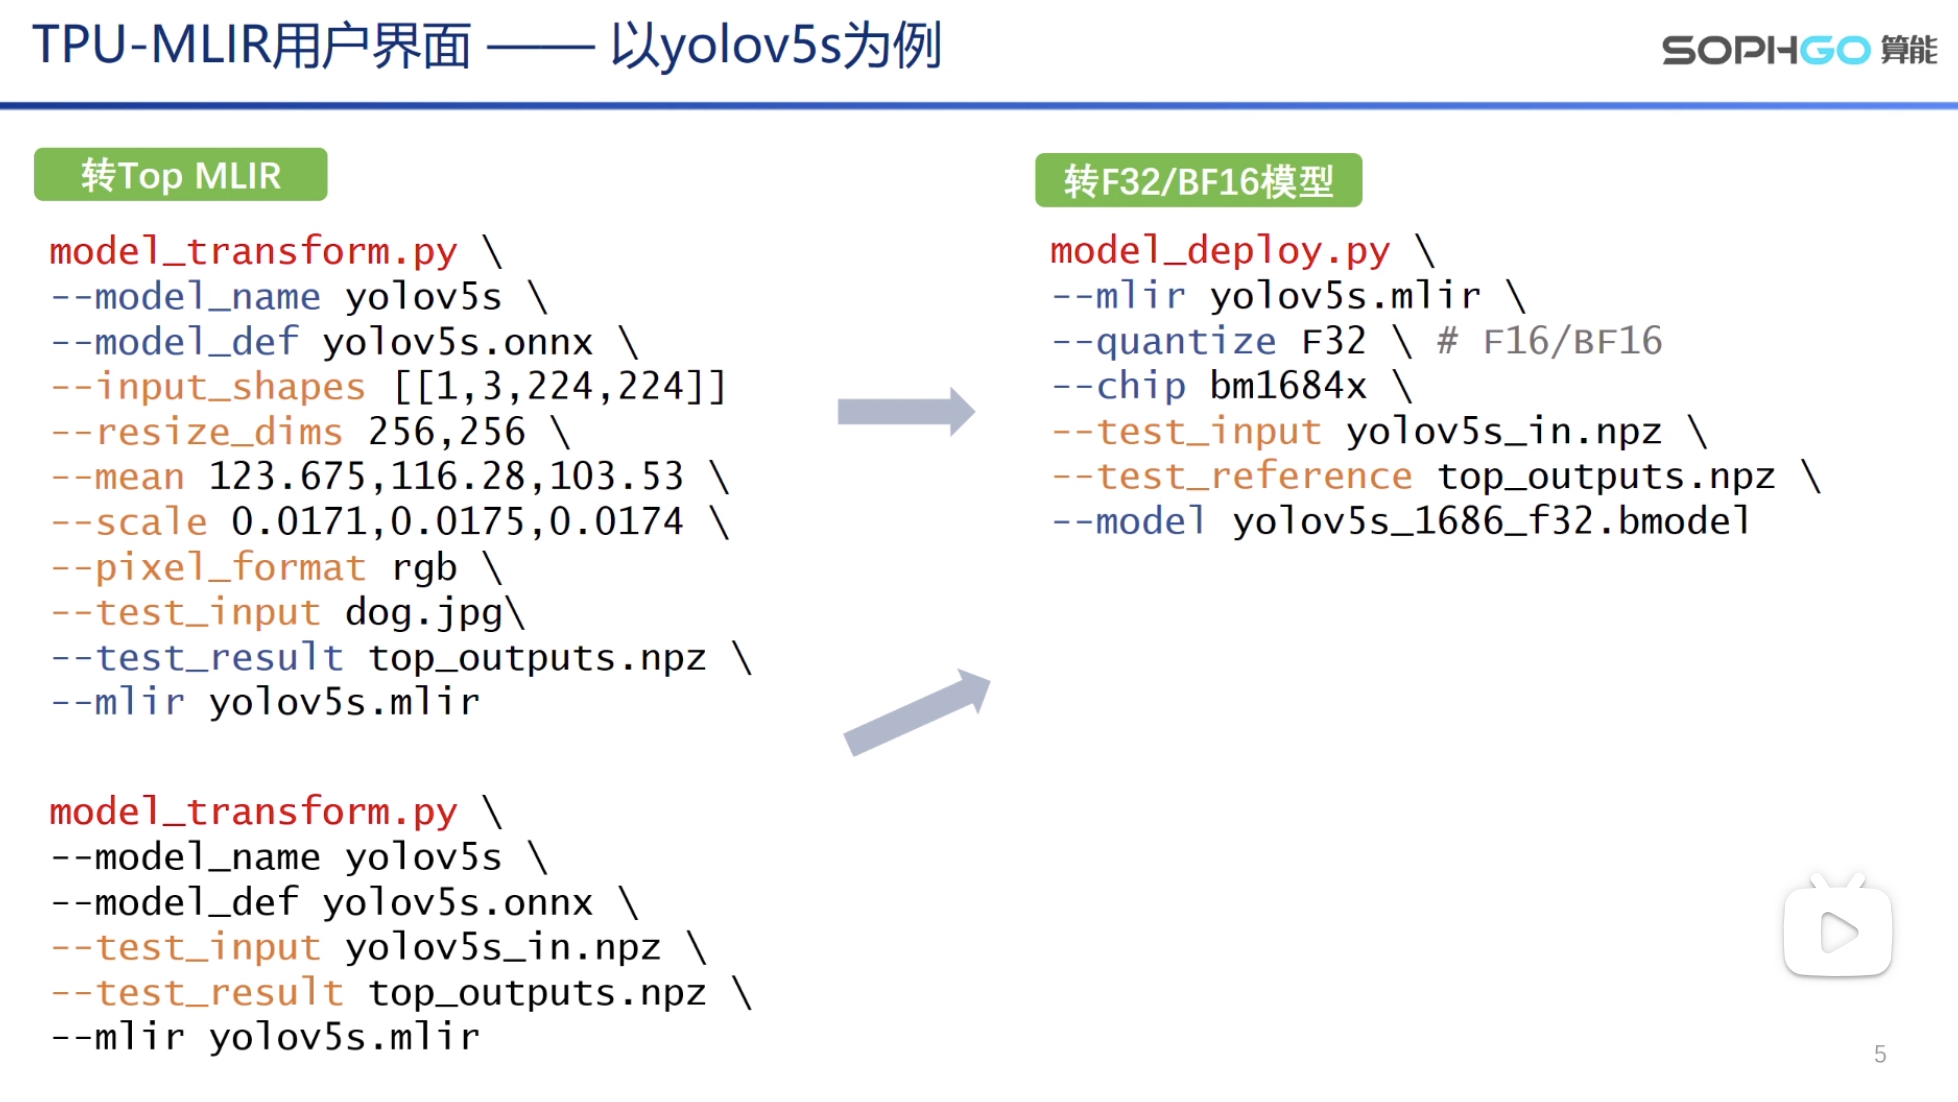 TPU-MLIR用户界面 —— 以yolov5s为例
SOPHGO 算能
转Top MLIR
model_transform.py \
--model_name yolov5s \
--model_def yolov5s.onnx \
--input_shapes [[1,3,224,224]]
--resize_dims 256,256 \
--mean 123.675,116.28,103.53 \
--scale 0.0171,0.0175,0.0174 \
--pixel_format rgb \
--test_input dog.jpg\
--test_result top_outputs.npz \
--mlir yolov5s.mlir
model_transform.py \
--model_name yolov5s \
--model_def yolov5s.onnx \
--test_input yolov5s_in.npz \
--test_result top_outputs.npz \
--mlir yolov5s.mlir
转F32/BF16模型
model_deploy.py \
--mlir yolov5s.mlir \
--quantize F32 \ # F16/BF16
--chip bm1684x \
--test_input yolov5s_in.npz \
--test_reference top_outputs.npz \
--model yolov5s_1686_f32.bmodel
5